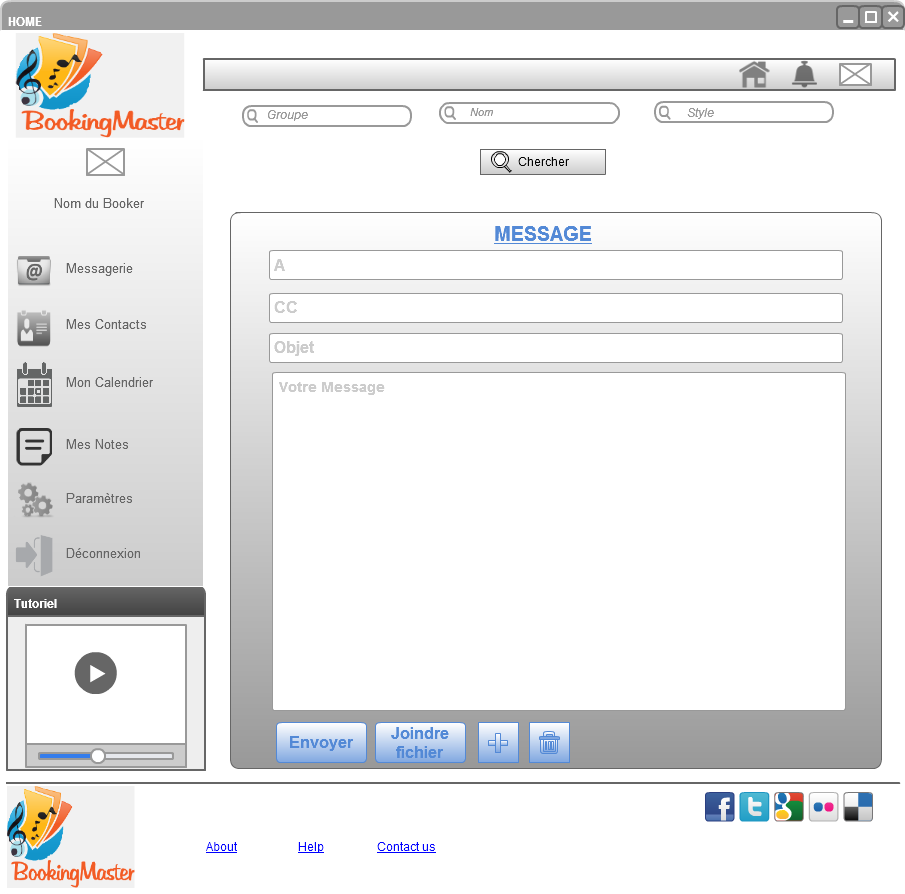 HOME
BookingMaster
Groupe
Nom
Style
Chercher
Nom du Booker
Messagerie
Mes Contacts
Mon Calendrier
Mes Notes
Paramètres
Déconnexion
MESSAGE
A
CC
Objet
Votre Message
Envoyer
Joindre
fichier
Tutoriel
BookingMaster
About
Help
Contact us